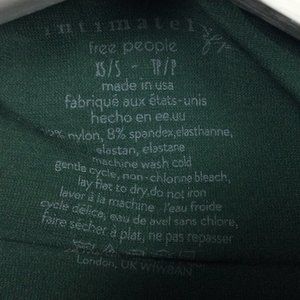 intimately
free people
XS/S - TP/P
made in usa
fabriqué aux états-unis
hecho en ee.uu
nylon, 8% spandex, elasthanne,
elastan, elastane
machine wash cold
gentle cycle, non-chlorine bleach,
lay flat to dry, do not iron
laver à la machine l'eau froide
cycle délica, eau de avel sans chlore,
faire sécher à plat, ne pas repasser
London, UK W1W8AN